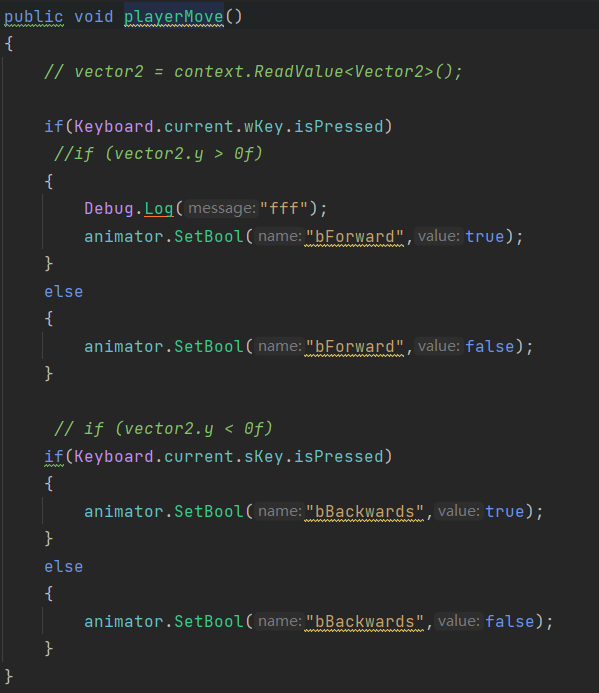 public void playerMove()
{
// vector2 = context.ReadValue<Vector2>();
if(Keyboard.current.wKey.isPressed)
//if (vector2.y > 0f)
{
Debug.Log( message: "fff");
animator.SetBool( name: "bForward", value: true);
}
else
{
animator.SetBool( name: "bForward", value: false);
}
// if (vector2.y < 0f)
if(Keyboard.current.sKey.isPressed)
{
animator.SetBool( name: "bBackwards", value: true);
}
else
{
animator.SetBool( name: "bBackwards", value: false);
}
}